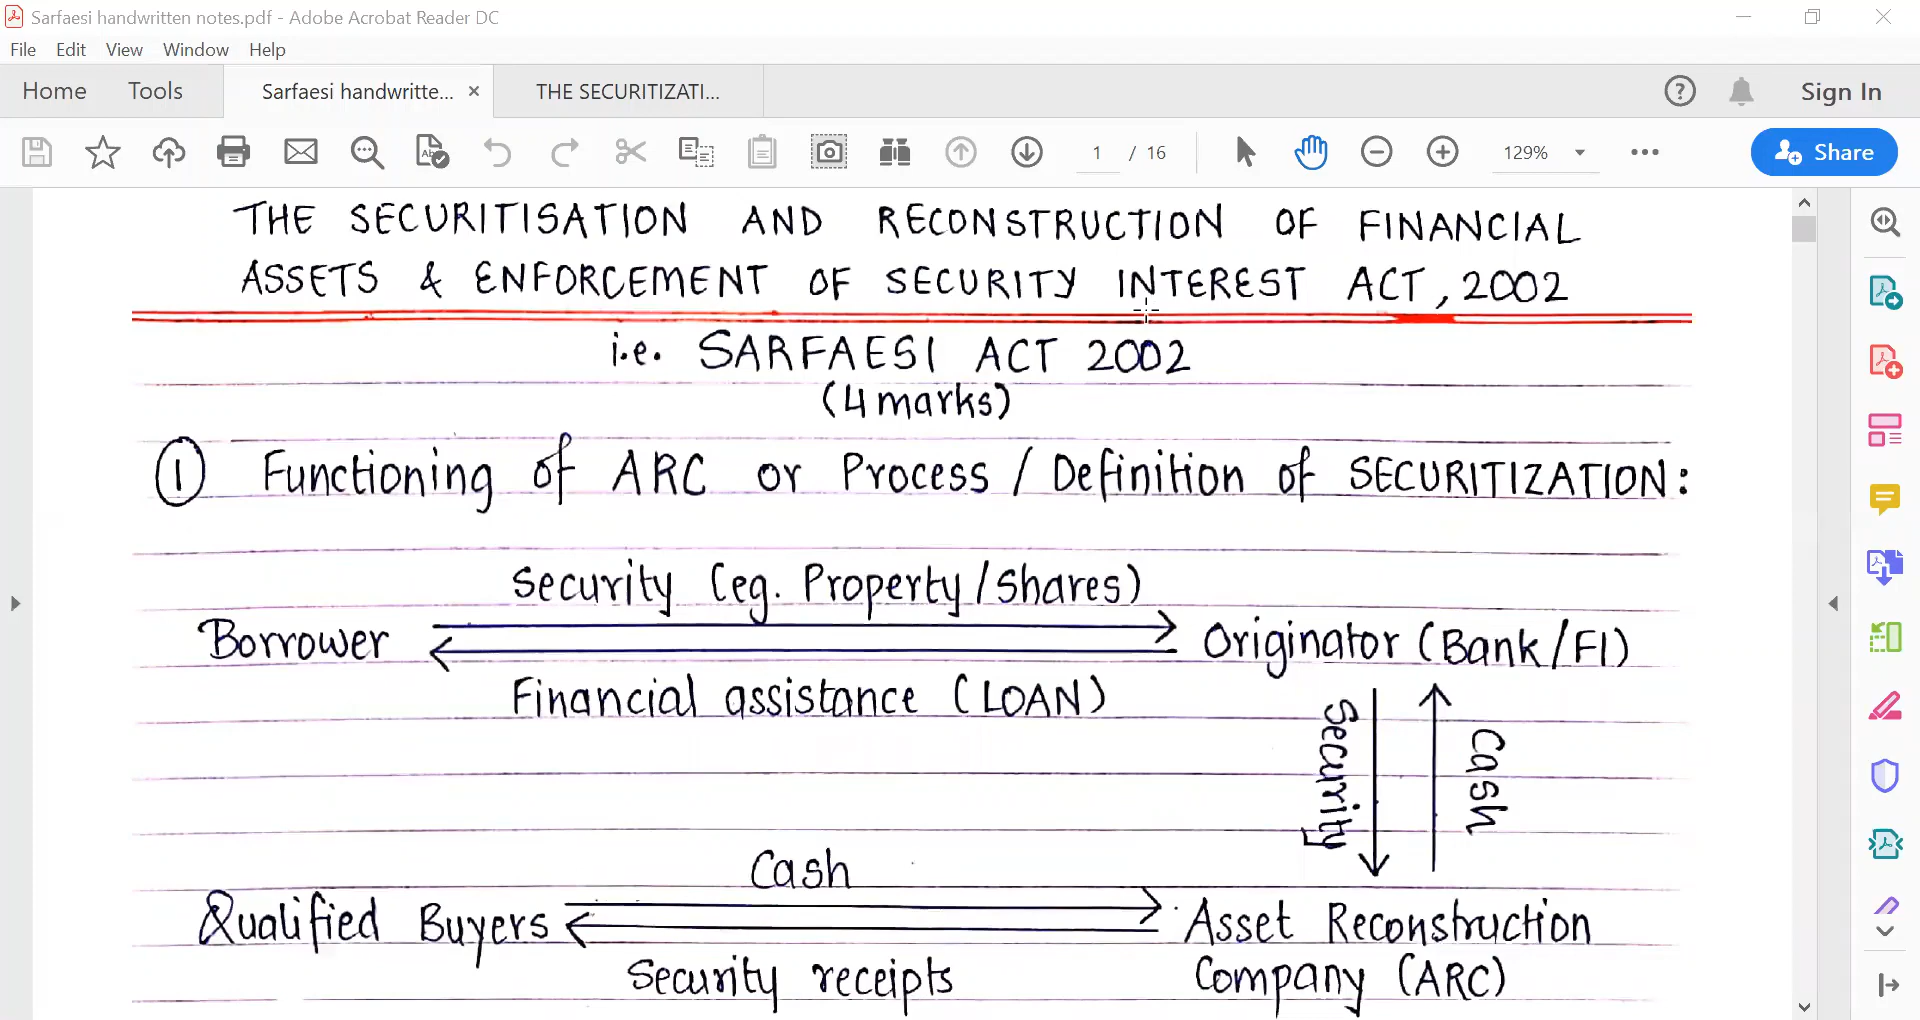 Sarfaesi handwritten notes.pdf - Adobe Acrobat Reader DC
File Edit View Window Help
Home Tools Sarfaesi handwritte... × THE SECURITIZATI... Sign In
1 / 16 129% Share
THE SECURITISATION AND RECONSTRUCTION OF FINANCIAL
ASSETS & ENFORCEMENT OF SECURITY INTEREST ACT, 2002
i.e. SARFAESI ACT 2002
(4 marks)
① Functioning of ARC or Process / Definition of SECURITIZATION:
Security (eg. Property/Shares)
Borrower Originator (Bank/FI)
Financial assistance (LOAN)
Security
Cash
Cash
Qualified Buyers Asset Reconstruction
Security receipts Company (ARC)